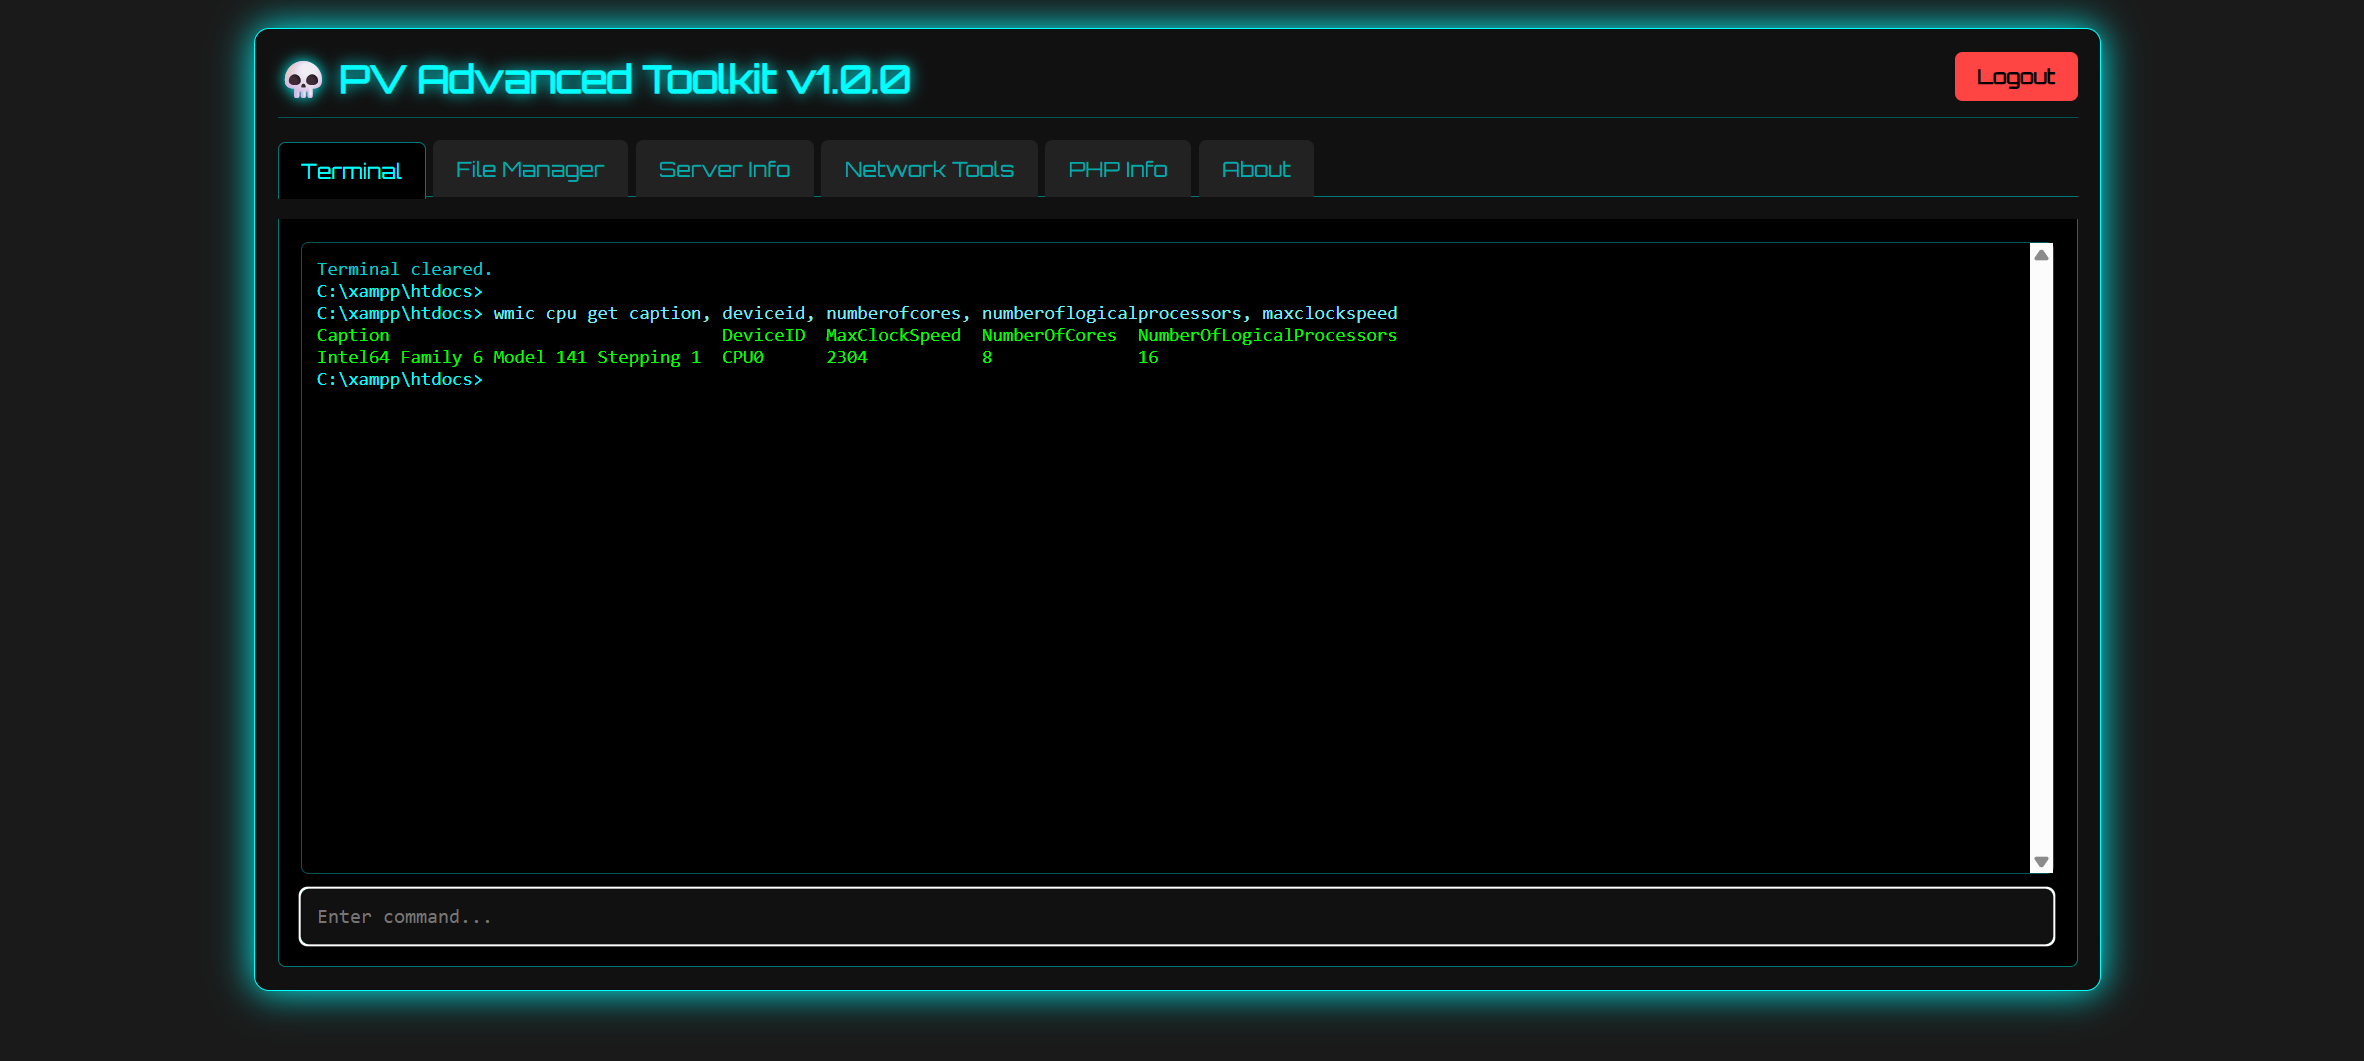 💀 PV Advanced Toolkit v1.0.0
Logout
Terminal
File Manager
Server Info
Network Tools
PHP Info
About
Terminal cleared.
C:\xampp\htdocs>
C:\xampp\htdocs> wmic cpu get caption, deviceid, numberofcores, numberoflogicalprocessors, maxclockspeed
Caption                                DeviceID  MaxClockSpeed  NumberOfCores  NumberOfLogicalProcessors
Intel64 Family 6 Model 141 Stepping 1  CPU0      2304           8              16
C:\xampp\htdocs>
Enter command...